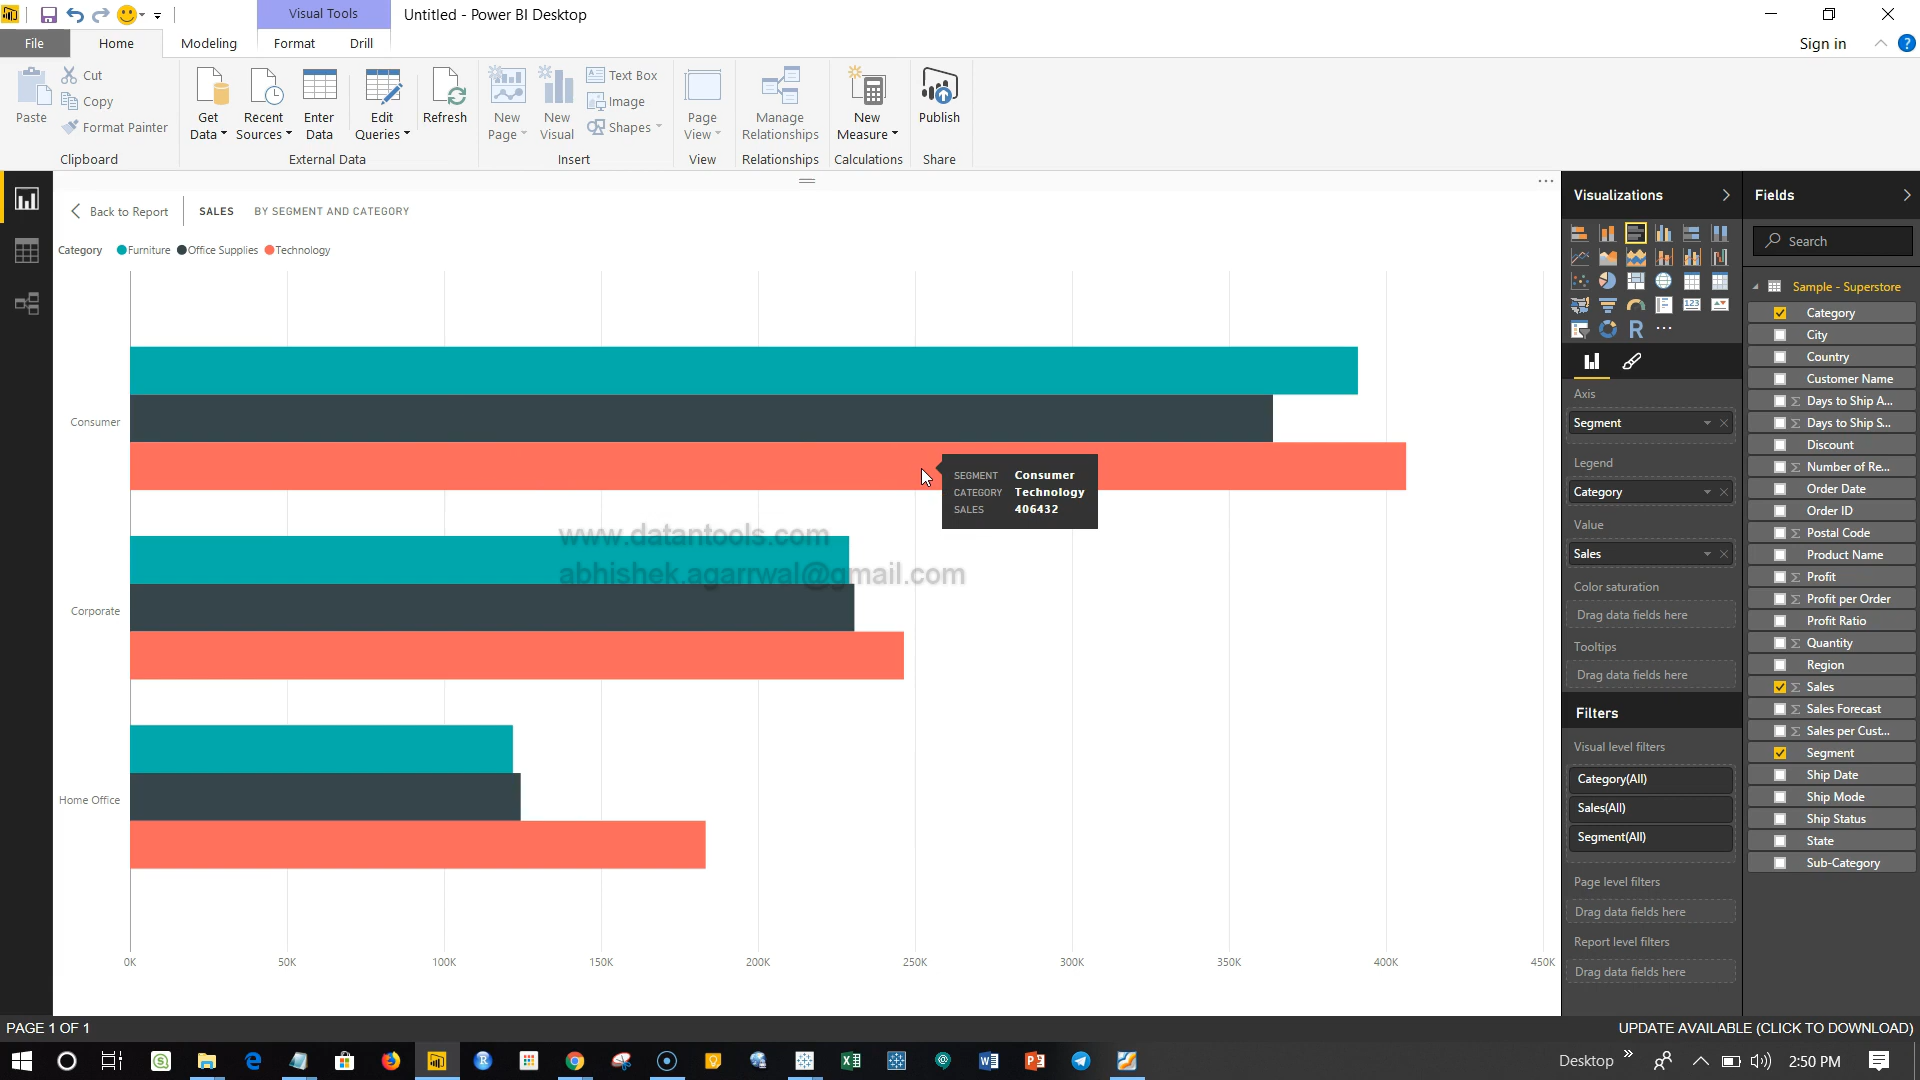 Visual Tools
Untitled - Power BI Desktop
File
Home
Modeling
Format
Drill
Sign in
?
Paste
Cut
Copy
Format Painter
Clipboard
Get Data
Recent Sources
Enter Data
Edit Queries
Refresh
External Data
New Page
New Visual
Text Box
Image
Shapes
Insert
Page View
View
Manage Relationships
Relationships
New Measure
Calculations
Publish
Share
Back to Report
SALES BY SEGMENT AND CATEGORY
Category Furniture Office Supplies Technology
Consumer
SEGMENT Consumer
CATEGORY Technology
SALES 406432
www.datantools.com
abhishek.agarrwal@gmail.com
Corporate
Home Office
0K 50K 100K 150K 200K 250K 300K 350K 400K 450K
Visualizations
R
123
Axis
Segment
Legend
Category
Value
Sales
Color saturation
Drag data fields here
Tooltips
Drag data fields here
Filters
Visual level filters
Category(All)
Sales(All)
Segment(All)
Page level filters
Drag data fields here
Report level filters
Drag data fields here
Fields
Search
Sample - Superstore
Category
City
Country
Customer Name
Σ Days to Ship A...
Σ Days to Ship S...
Discount
Σ Number of Re...
Order Date
Order ID
Σ Postal Code
Product Name
Σ Profit
Σ Profit per Order
Profit Ratio
Σ Quantity
Region
Σ Sales
Σ Sales Forecast
Σ Sales per Cust...
Segment
Ship Date
Ship Mode
Ship Status
State
Sub-Category
PAGE 1 OF 1
UPDATE AVAILABLE (CLICK TO DOWNLOAD)
Desktop
2:50 PM